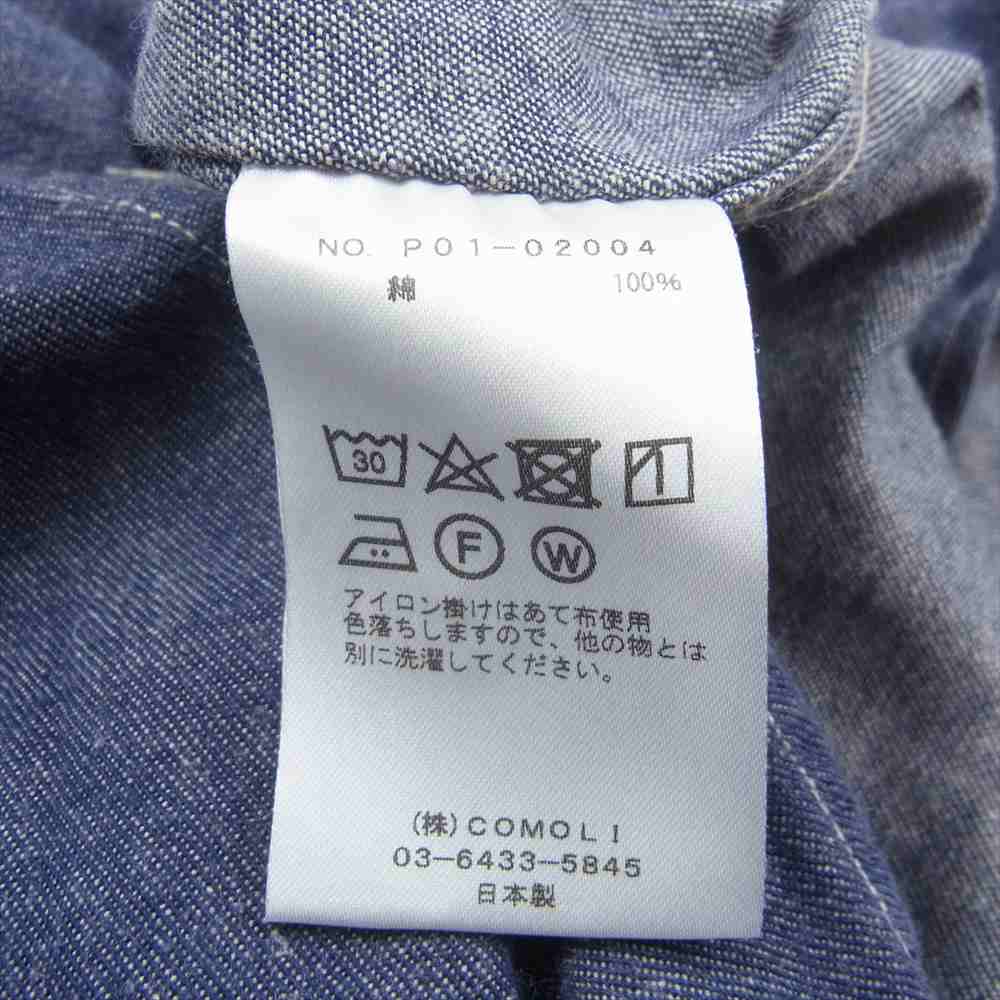 NO. P01-02004
綿 100%
30
F W
アイロン掛けはあて布使用
色落ちしますので、他の物とは
別に洗濯してください。
(株)COMOLI
03-6433-5845
日本製